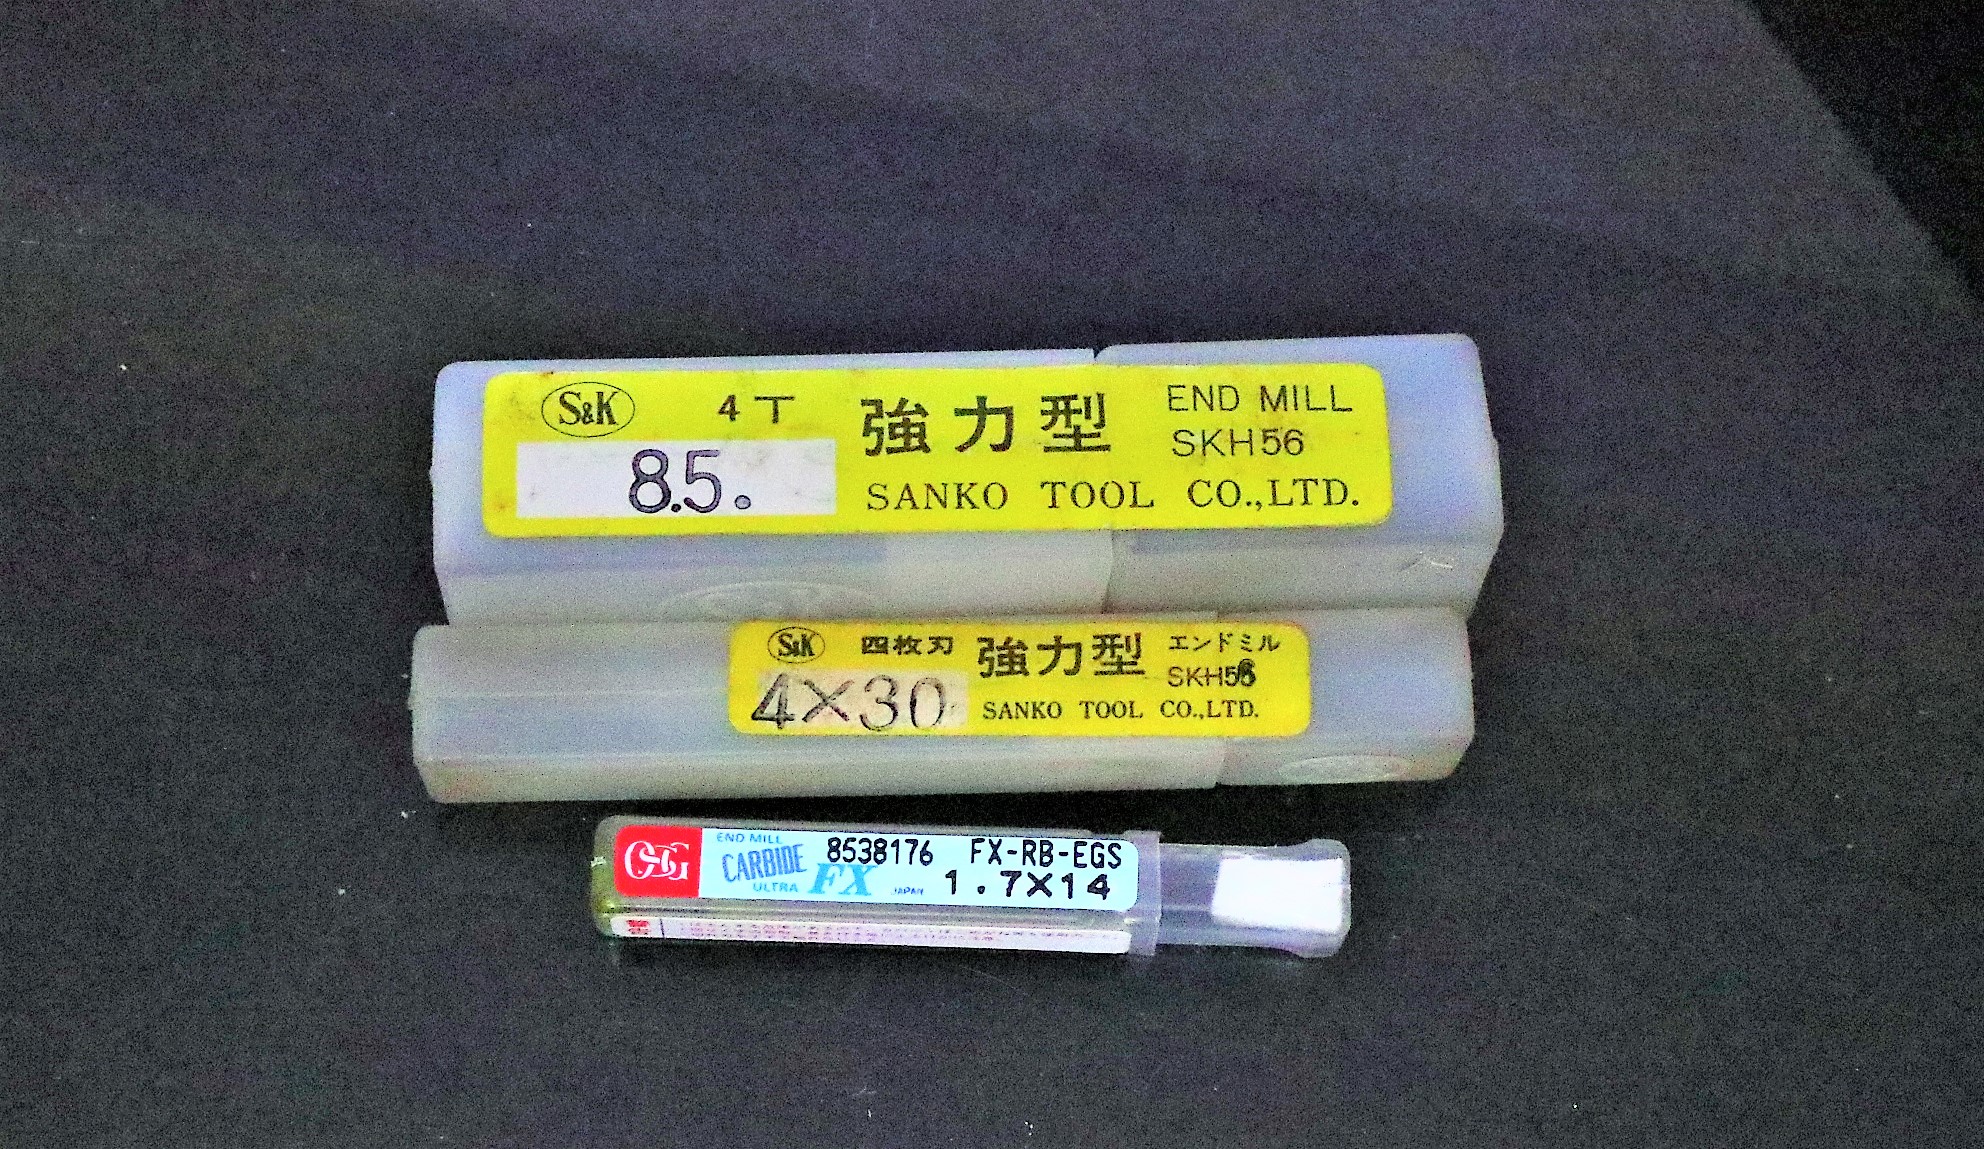 S&K 4T 強力型 END MILL
8.5. SKH56
SANKO TOOL CO.,LTD.
S&K 四枚刃 強力型 エンドミル
4×30 SKH56
SANKO TOOL CO.,LTD.
OSG END MILL
CARBIDE 8538176 FX-RB-EGS
ULTRA FX JAPAN 1.7×14